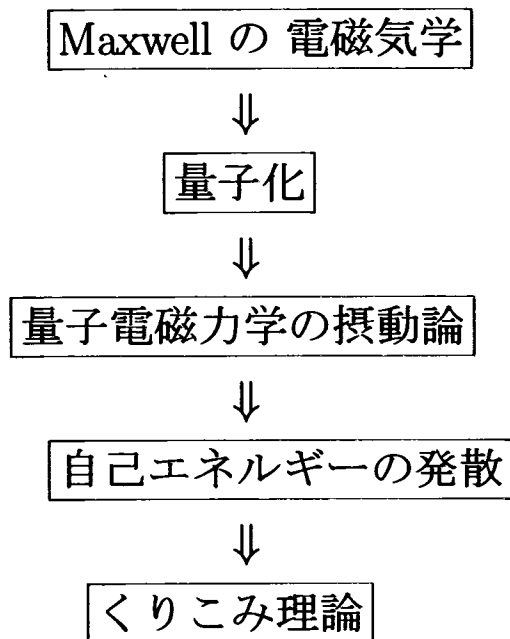 Maxwell の 電磁気学
⇓
量子化
⇓
量子電磁力学の摂動論
⇓
自己エネルギーの発散
⇓
くりこみ理論